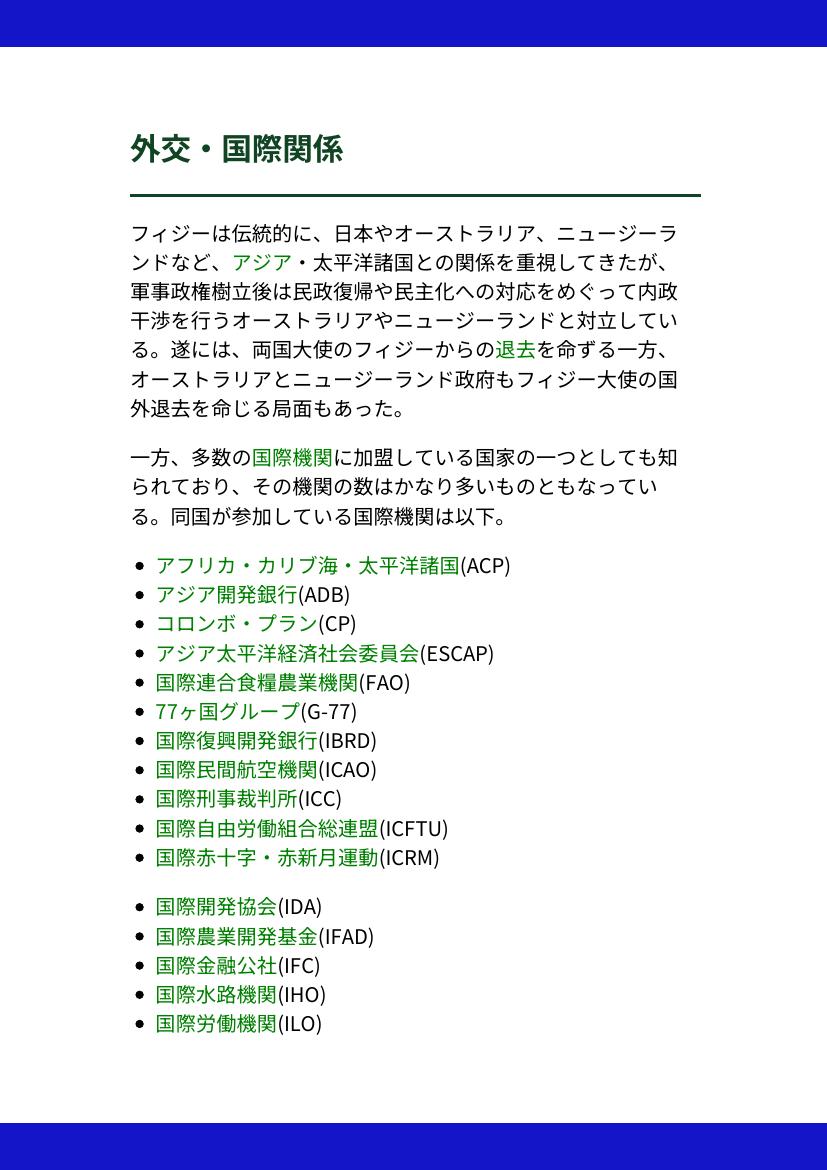 外交・国際関係
フィジーは伝統的に、日本やオーストラリア、ニュージーラ
ンドなど、アジア・太平洋諸国との関係を重視してきたが、
軍事政権樹立後は民政復帰や民主化への対応をめぐって内政
干渉を行うオーストラリアやニュージーランドと対立してい
る。遂には、両国大使のフィジーからの退去を命ずる一方、
オーストラリアとニュージーランド政府もフィジー大使の国
外退去を命じる局面もあった。
一方、多数の国際機関に加盟している国家の一つとしても知
られており、その機関の数はかなり多いものともなってい
る。同国が参加している国際機関は以下。
• アフリカ・カリブ海・太平洋諸国(ACP)
• アジア開発銀行(ADB)
• コロンボ・プラン(CP)
• アジア太平洋経済社会委員会(ESCAP)
• 国際連合食糧農業機関(FAO)
• 77ヶ国グループ(G-77)
• 国際復興開発銀行(IBRD)
• 国際民間航空機関(ICAO)
• 国際刑事裁判所(ICC)
• 国際自由労働組合総連盟(ICFTU)
• 国際赤十字・赤新月運動(ICRM)
• 国際開発協会(IDA)
• 国際農業開発基金(IFAD)
• 国際金融公社(IFC)
• 国際水路機関(IHO)
• 国際労働機関(ILO)